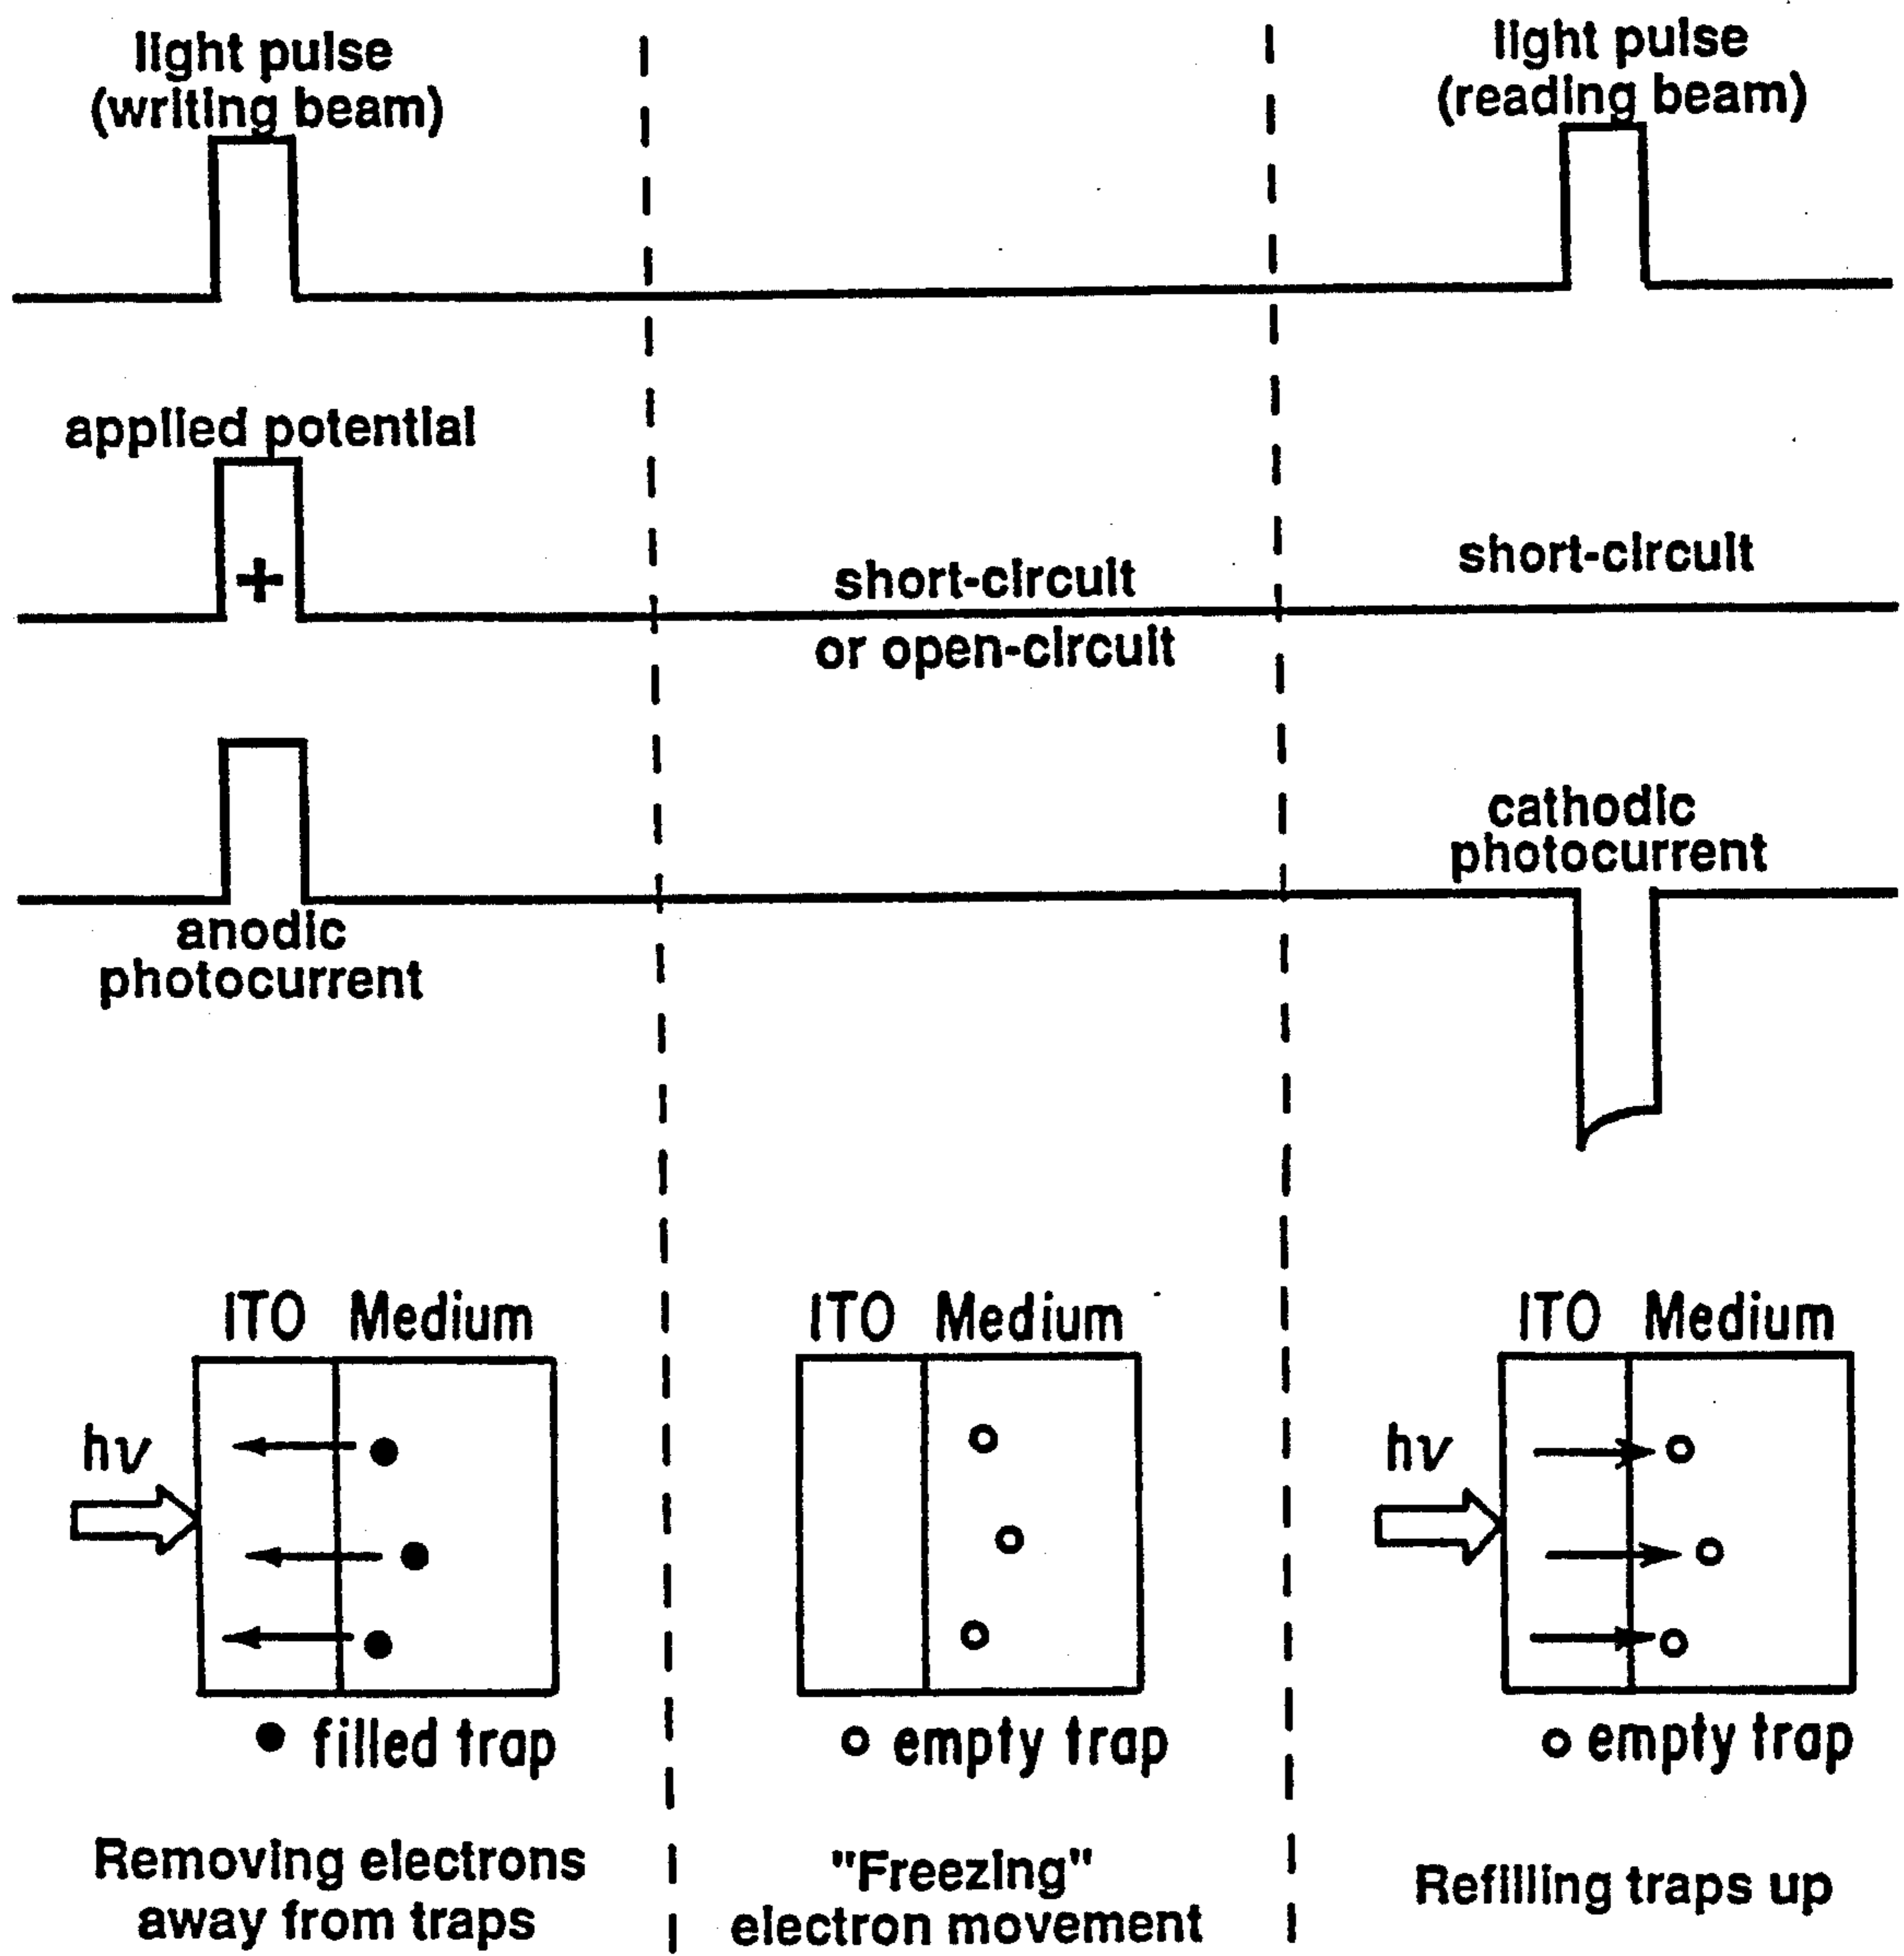 light pulse
(writing beam)
light pulse
(reading beam)
applied potential
+
short-circuit
or open-circuit
short-circuit
anodic
photocurrent
cathodic
photocurrent
ITO Medium
hν
● filled trap
Removing electrons
away from traps
ITO Medium
○ empty trap
"Freezing"
electron movement
ITO Medium
hν
○ empty trap
Refilling traps up